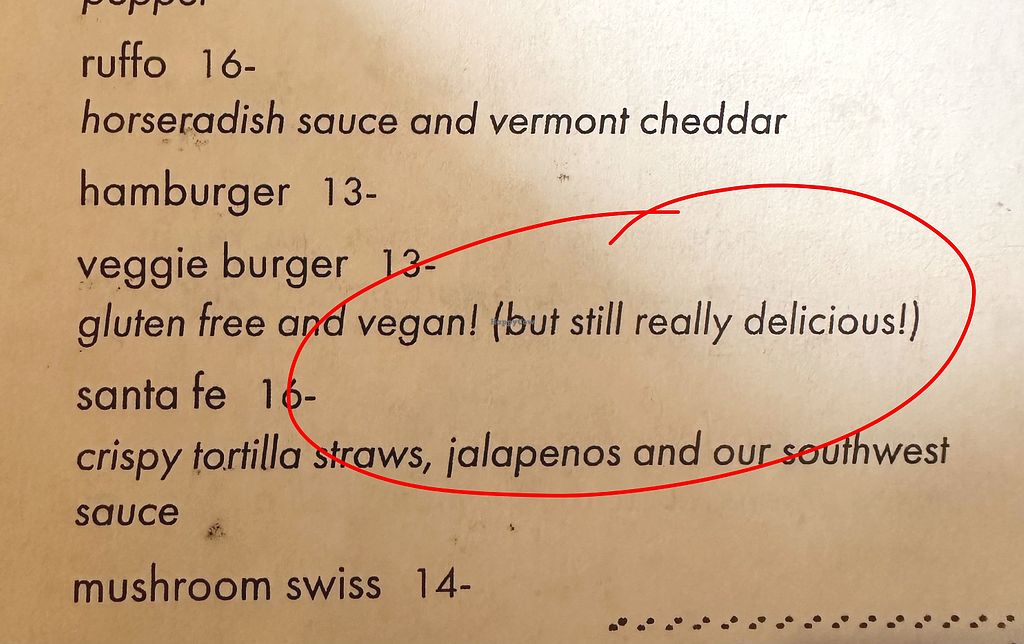 pepper
ruffo 16-
horseradish sauce and vermont cheddar
hamburger 13-
veggie burger 13-
gluten free and vegan! (but still really delicious!)
santa fe 16-
crispy tortilla straws, jalapenos and our southwest
sauce
mushroom swiss 14-